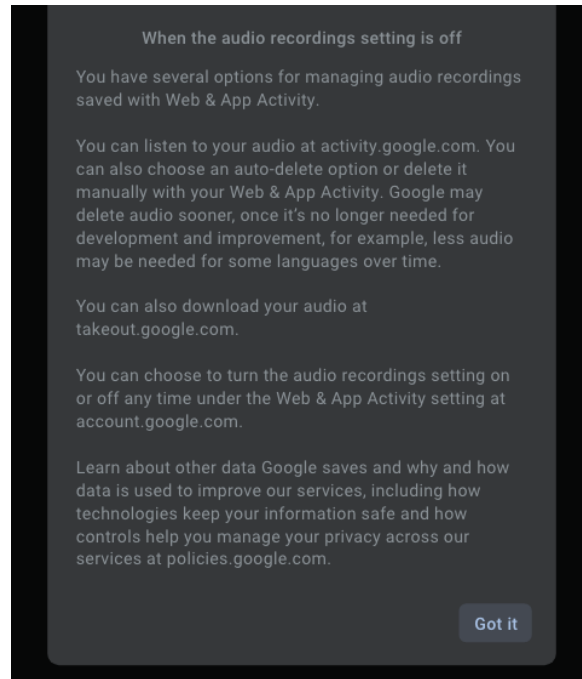 When the audio recordings setting is off
You have several options for managing audio recordings
saved with Web & App Activity.
You can listen to your audio at activity.google.com. You
can also choose an auto-delete option or delete it
manually with your Web & App Activity. Google may
delete audio sooner, once it's no longer needed for
development and improvement, for example, less audio
may be needed for some languages over time.
You can also download your audio at
takeout.google.com.
You can choose to turn the audio recordings setting on
or off any time under the Web & App Activity setting at
account.google.com.
Learn about other data Google saves and why and how
data is used to improve our services, including how
technologies keep your information safe and how
controls help you manage your privacy across our
services at policies.google.com.
Got it